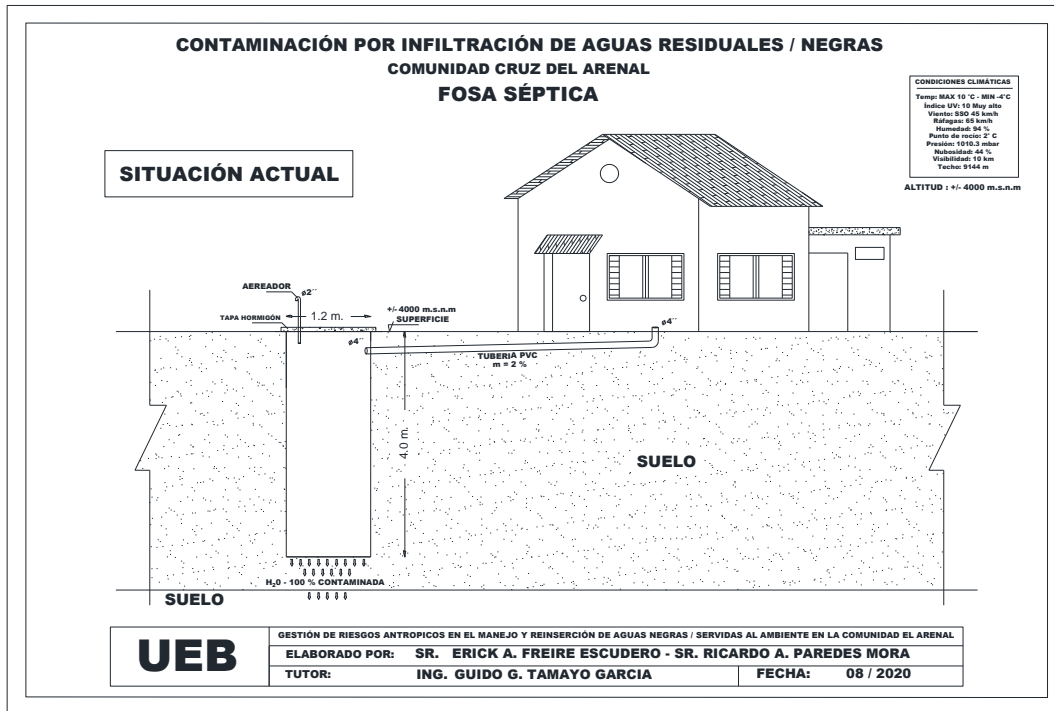 CONTAMINACIÓN POR INFILTRACIÓN DE AGUAS RESIDUALES / NEGRAS
COMUNIDAD CRUZ DEL ARENAL
FOSA SÉPTICA
CONDICIONES CLIMÁTICAS
Temp: MAX 10 °C - MIN -4°C
Índice UV: 10 Muy alto
Viento: SSO 45 km/h
Ráfagas: 65 km/h
Humedad: 94 %
Punto de rocío: 2° C
Presión: 1010.3 mbar
Nubosidad: 44 %
Visibilidad: 10 km
Techo: 9144 m
ALTITUD : +/- 4000 m.s.n.m
SITUACIÓN ACTUAL
AEREADOR
ø2´´
TAPA HORMIGÓN
1.2 m.
+/- 4000 m.s.n.m
SUPERFICIE
ø4´´
ø4´´
TUBERIA PVC
m = 2 %
4.0 m.
SUELO
H₂0 - 100 % CONTAMINADA
SUELO
UEB
GESTIÓN DE RIESGOS ANTROPICOS EN EL MANEJO Y REINSERCIÓN DE AGUAS NEGRAS / SERVIDAS AL AMBIENTE EN LA COMUNIDAD EL ARENAL
ELABORADO POR: SR. ERICK A. FREIRE ESCUDERO - SR. RICARDO A. PAREDES MORA
TUTOR: ING. GUIDO G. TAMAYO GARCIA FECHA: 08 / 2020